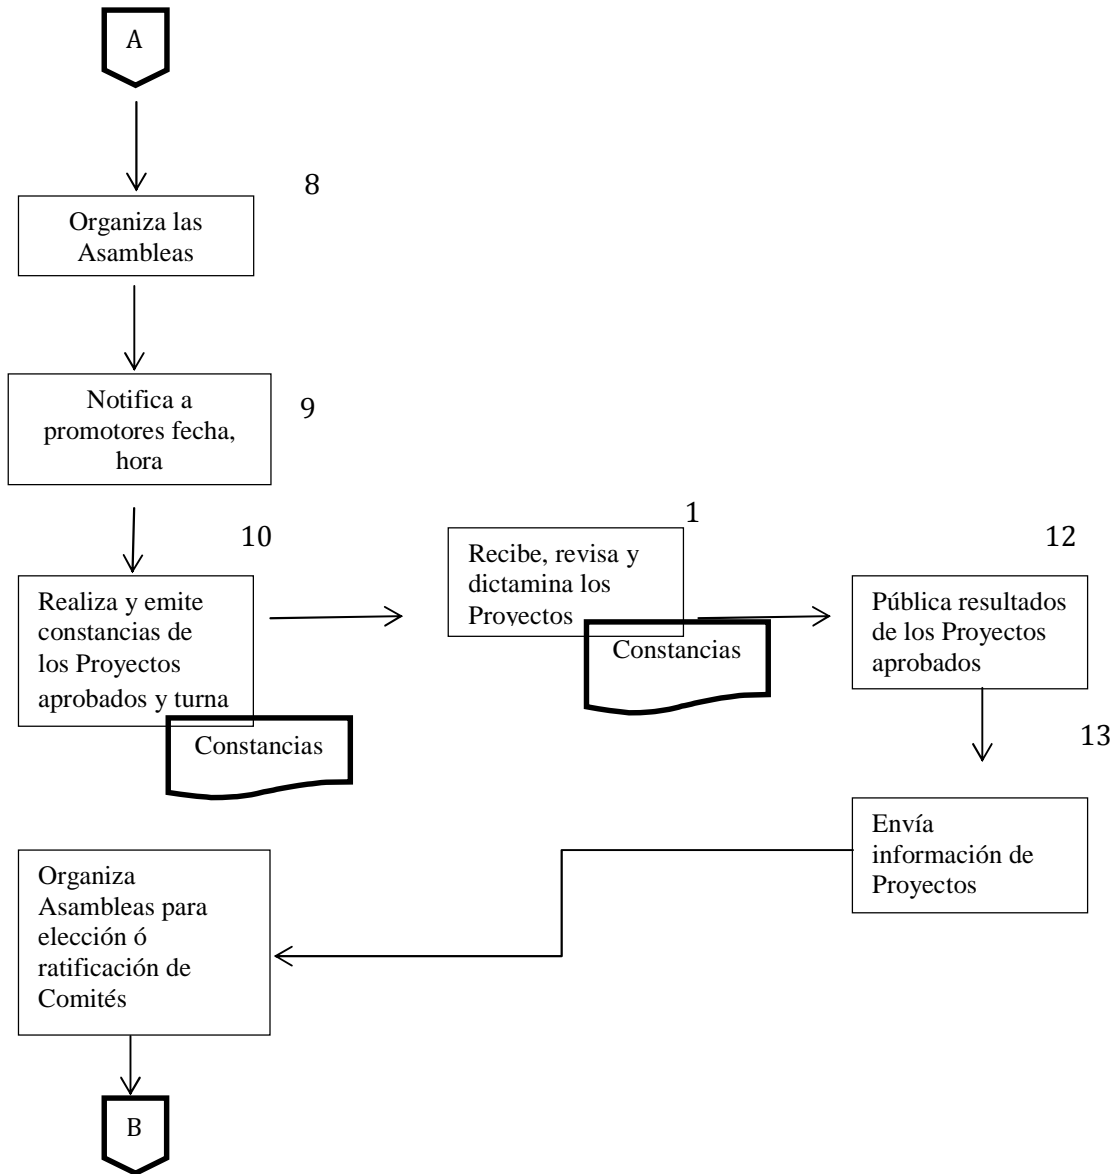 A
8
Organiza las
Asambleas
9
Notifica a
promotores fecha,
hora
10
Realiza y emite
constancias de
los Proyectos
aprobados y turna
Constancias
1
Recibe, revisa y
dictamina los
Proyectos
Constancias
12
Pública resultados
de los Proyectos
aprobados
13
Envía
información de
Proyectos
Organiza
Asambleas para
elección ó
ratificación de
Comités
B